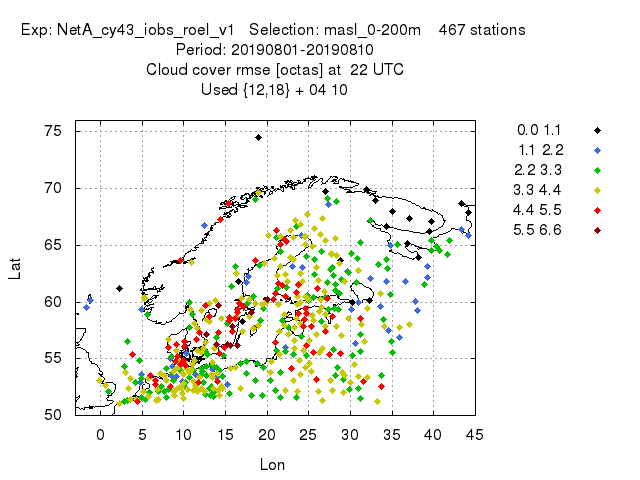 Exp: NetA_cy43_iobs_roel_v1 Selection: masl_0-200m 467 stations
Period: 20190801-20190810
Cloud cover rmse [octas] at 22 UTC
Used {12,18} + 04 10
75
70
65
60
55
50
Lat
0 5 10 15 20 25 30 35 40 45
Lon
0.0 1.1
1.1 2.2
2.2 3.3
3.3 4.4
4.4 5.5
5.5 6.6